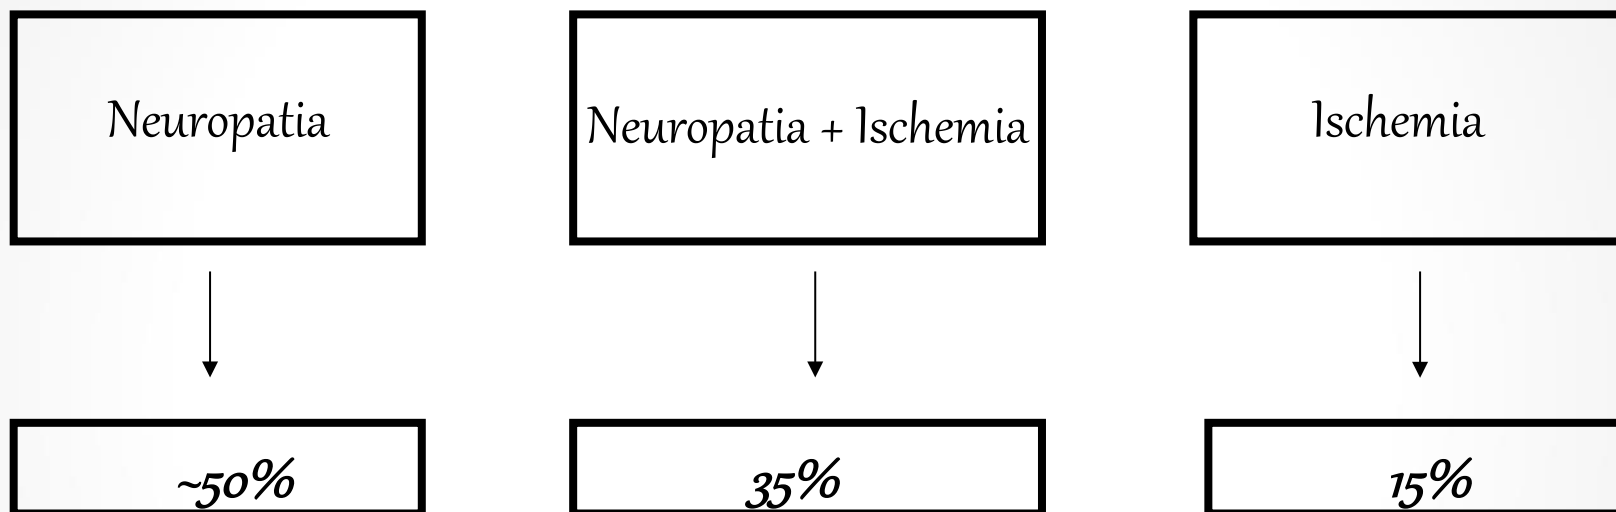 Neuropatia
Neuropatia + Ischemia
Ischemia
~50%
35%
15%